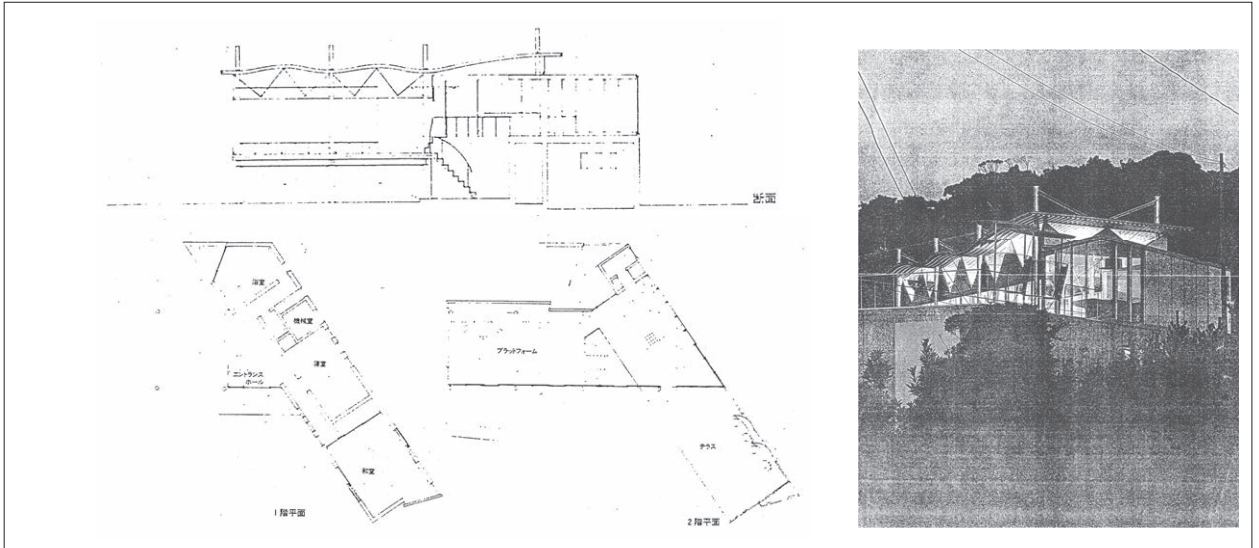 断面
浴室
機械室
寝室
エントランス
ホール
和室
1階平面
プラットフォーム
テラス
2階平面